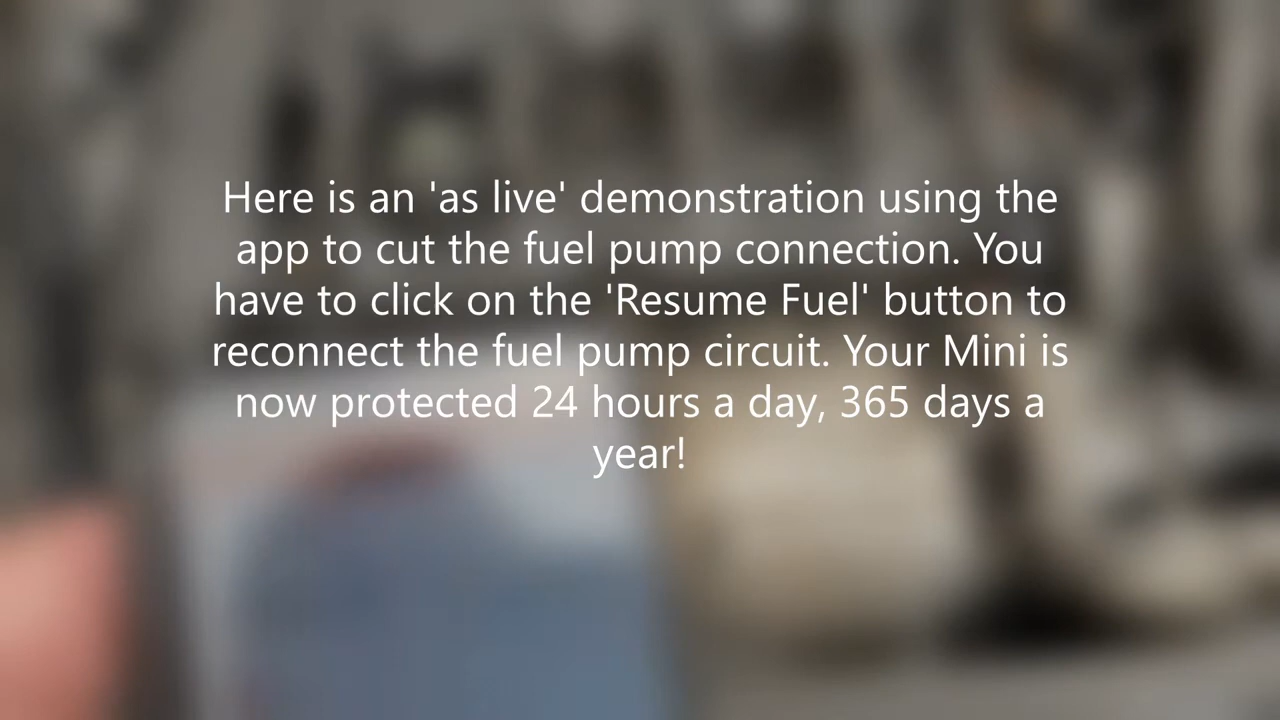 Here is an 'as live' demonstration using the
app to cut the fuel pump connection. You
have to click on the 'Resume Fuel' button to
reconnect the fuel pump circuit. Your Mini is
now protected 24 hours a day, 365 days a
year!